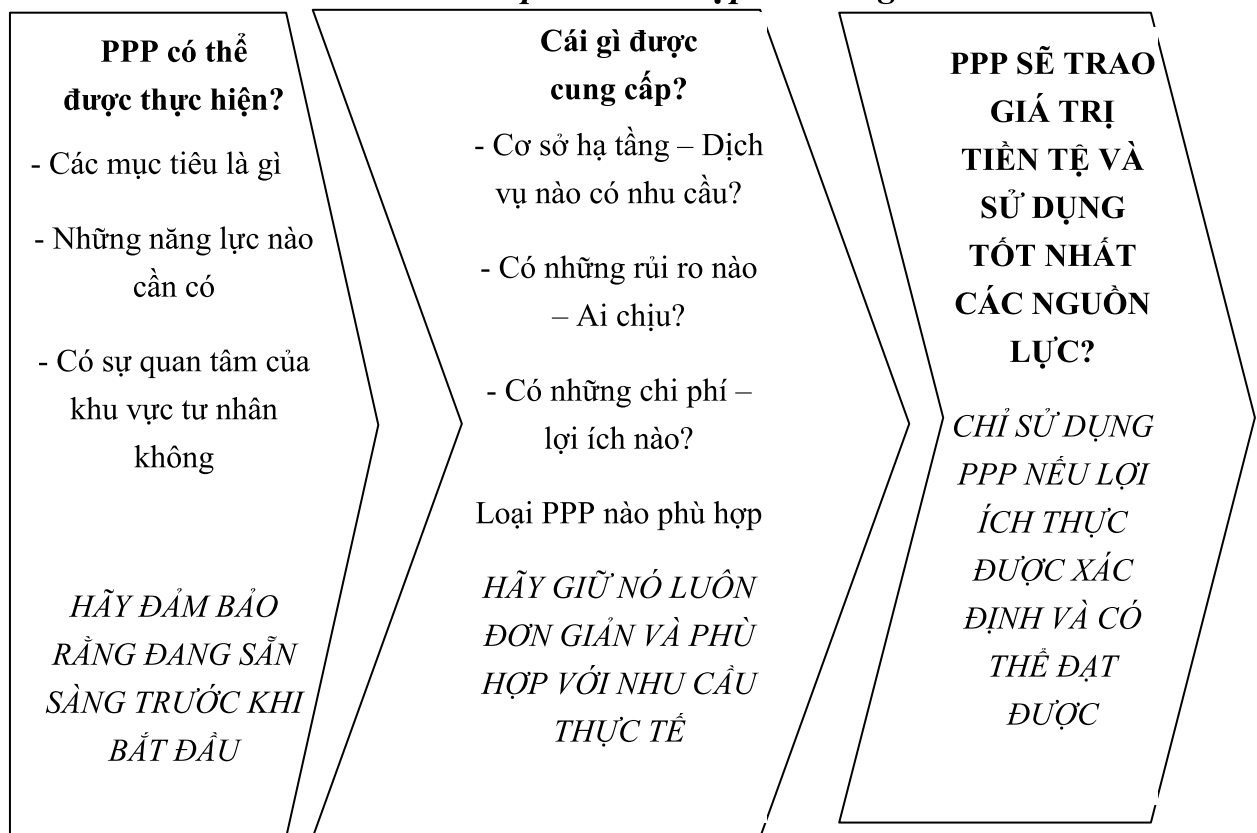 PPP có thể
được thực hiện?
- Các mục tiêu là gì
- Những năng lực nào
cần có
- Có sự quan tâm của
khu vực tư nhân
không
HÃY ĐẢM BẢO
RẰNG ĐANG SẴN
SÀNG TRƯỚC KHI
BẮT ĐẦU
Cái gì được
cung cấp?
- Cơ sở hạ tầng – Dịch
vụ nào có nhu cầu?
- Có những rủi ro nào
– Ai chịu?
- Có những chi phí –
lợi ích nào?
Loại PPP nào phù hợp
HÃY GIỮ NÓ LUÔN
ĐƠN GIẢN VÀ PHÙ
HỢP VỚI NHU CẦU
THỰC TẾ
PPP SẼ TRAO
GIÁ TRỊ
TIỀN TỆ VÀ
SỬ DỤNG
TỐT NHẤT
CÁC NGUỒN
LỰC?
CHỈ SỬ DỤNG
PPP NẾU LỢI
ÍCH THỰC
ĐƯỢC XÁC
ĐỊNH VÀ CÓ
THỂ ĐẠT
ĐƯỢC